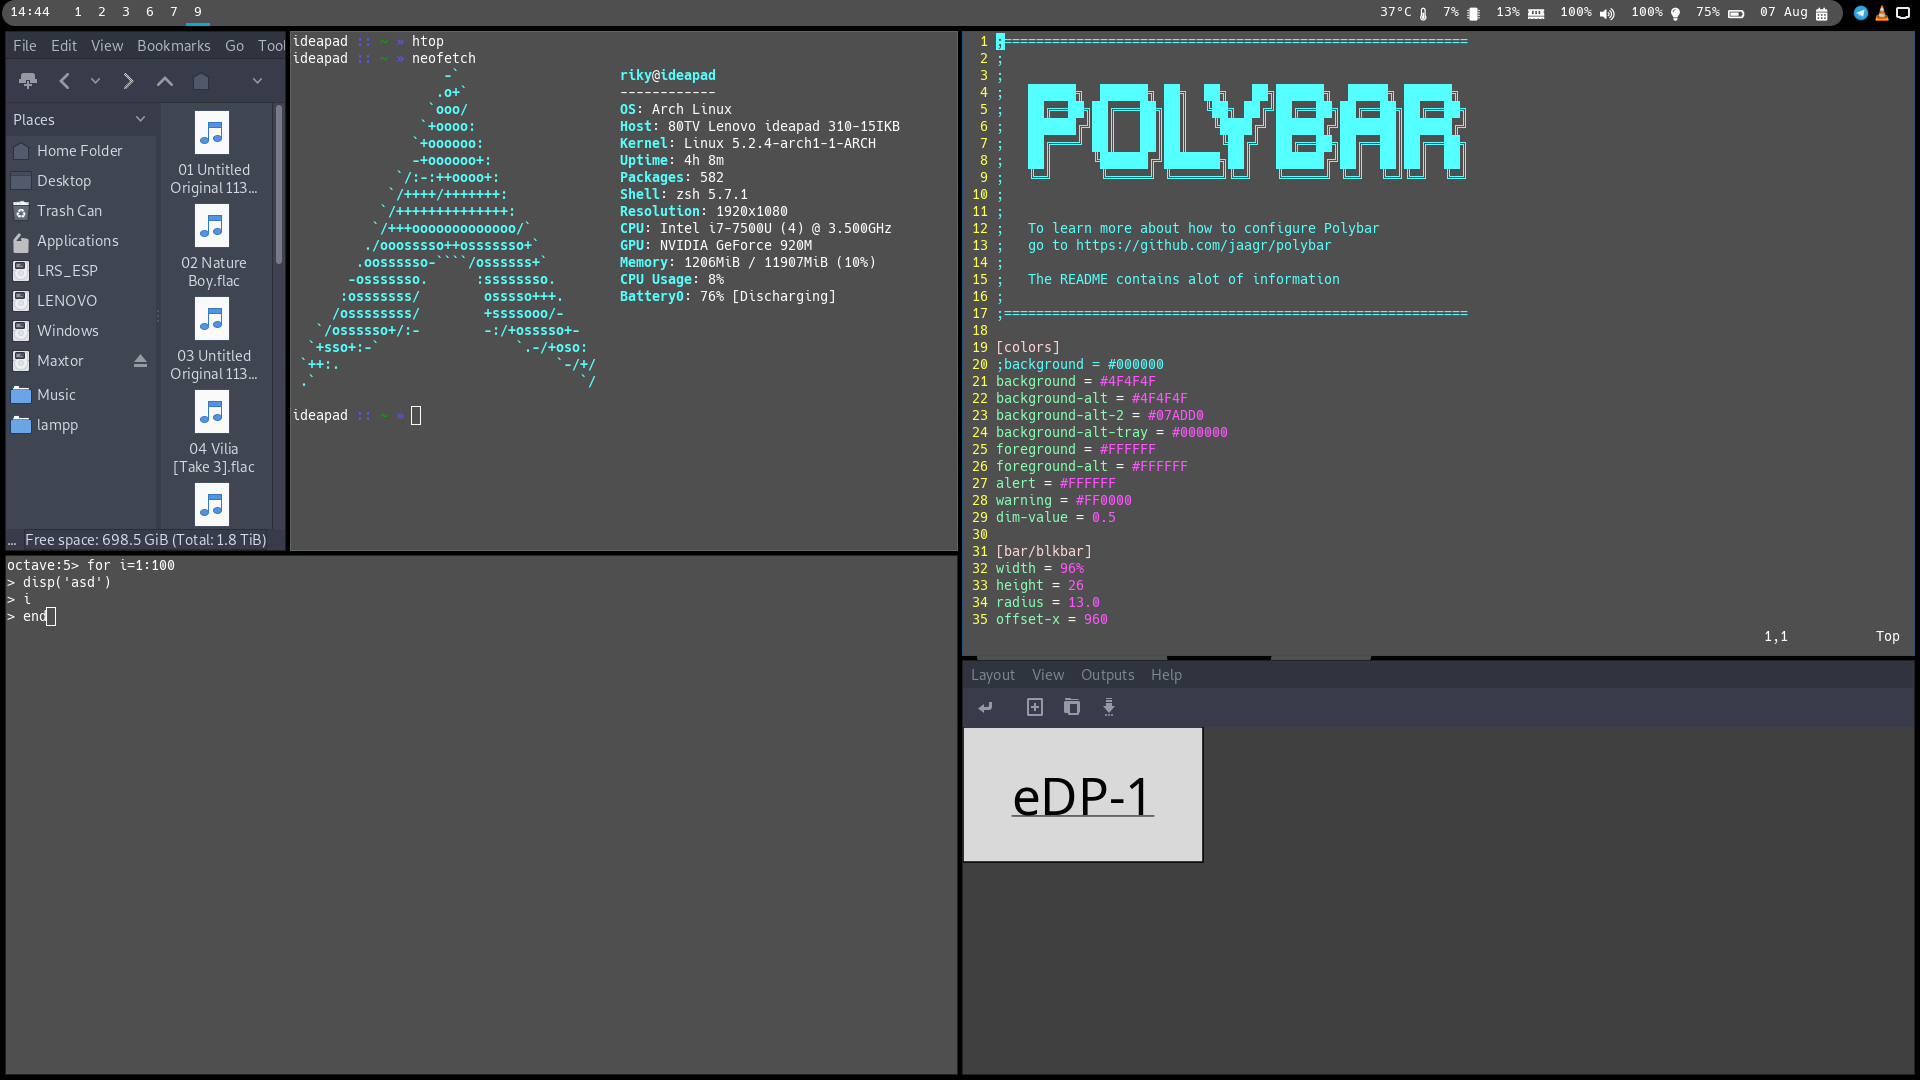 14:44 1 2 3 6 7 9 37°C 7% 13% 100% 100% 75% 07 Aug
File Edit View Bookmarks Go Tool
Places
Home Folder
Desktop
Trash Can
Applications
LRS_ESP
LENOVO
Windows
Maxtor
Music
lampp
01 Untitled
Original 113...
02 Nature
Boy.flac
03 Untitled
Original 113...
04 Vilia
[Take 3].flac
... Free space: 698.5 GiB (Total: 1.8 TiB)
ideapad :: ~ » htop
ideapad :: ~ » neofetch
riky@ideapad
------------
OS: Arch Linux
Host: 80TV Lenovo ideapad 310-15IKB
Kernel: Linux 5.2.4-arch1-1-ARCH
Uptime: 4h 8m
Packages: 582
Shell: zsh 5.7.1
Resolution: 1920x1080
CPU: Intel i7-7500U (4) @ 3.500GHz
GPU: NVIDIA GeForce 920M
Memory: 1206MiB / 11907MiB (10%)
CPU Usage: 8%
Battery0: 76% [Discharging]
ideapad :: ~ »
octave:5> for i=1:100
> disp('asd')
> i
> end
1 ;==========================================================
2 ;
3 ;
4 ;
5 ;
6 ; POLYBAR
7 ;
8 ;
9 ;
10 ;
11 ;
12 ; To learn more about how to configure Polybar
13 ; go to https://github.com/jaagr/polybar
14 ;
15 ; The README contains alot of information
16 ;
17 ;==========================================================
18
19 [colors]
20 ;background = #000000
21 background = #4F4F4F
22 background-alt = #4F4F4F
23 background-alt-2 = #07ADD0
24 background-alt-tray = #000000
25 foreground = #FFFFFF
26 foreground-alt = #FFFFFF
27 alert = #FFFFFF
28 warning = #FF0000
29 dim-value = 0.5
30
31 [bar/blkbar]
32 width = 96%
33 height = 26
34 radius = 13.0
35 offset-x = 960
1,1 Top
Layout View Outputs Help
eDP-1